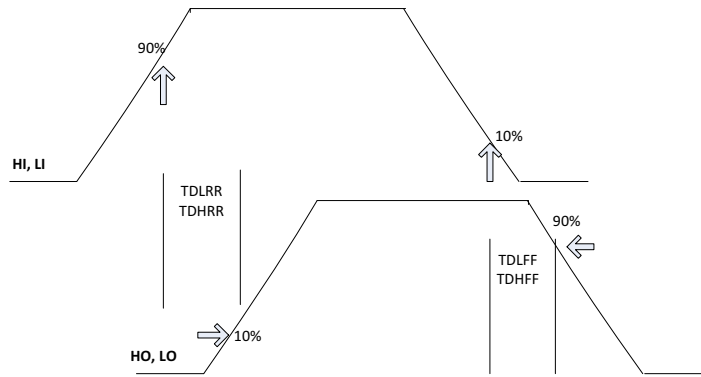 90%
10%
HI, LI
TDLRR
TDHRR
90%
TDLFF
TDHFF
10%
HO, LO